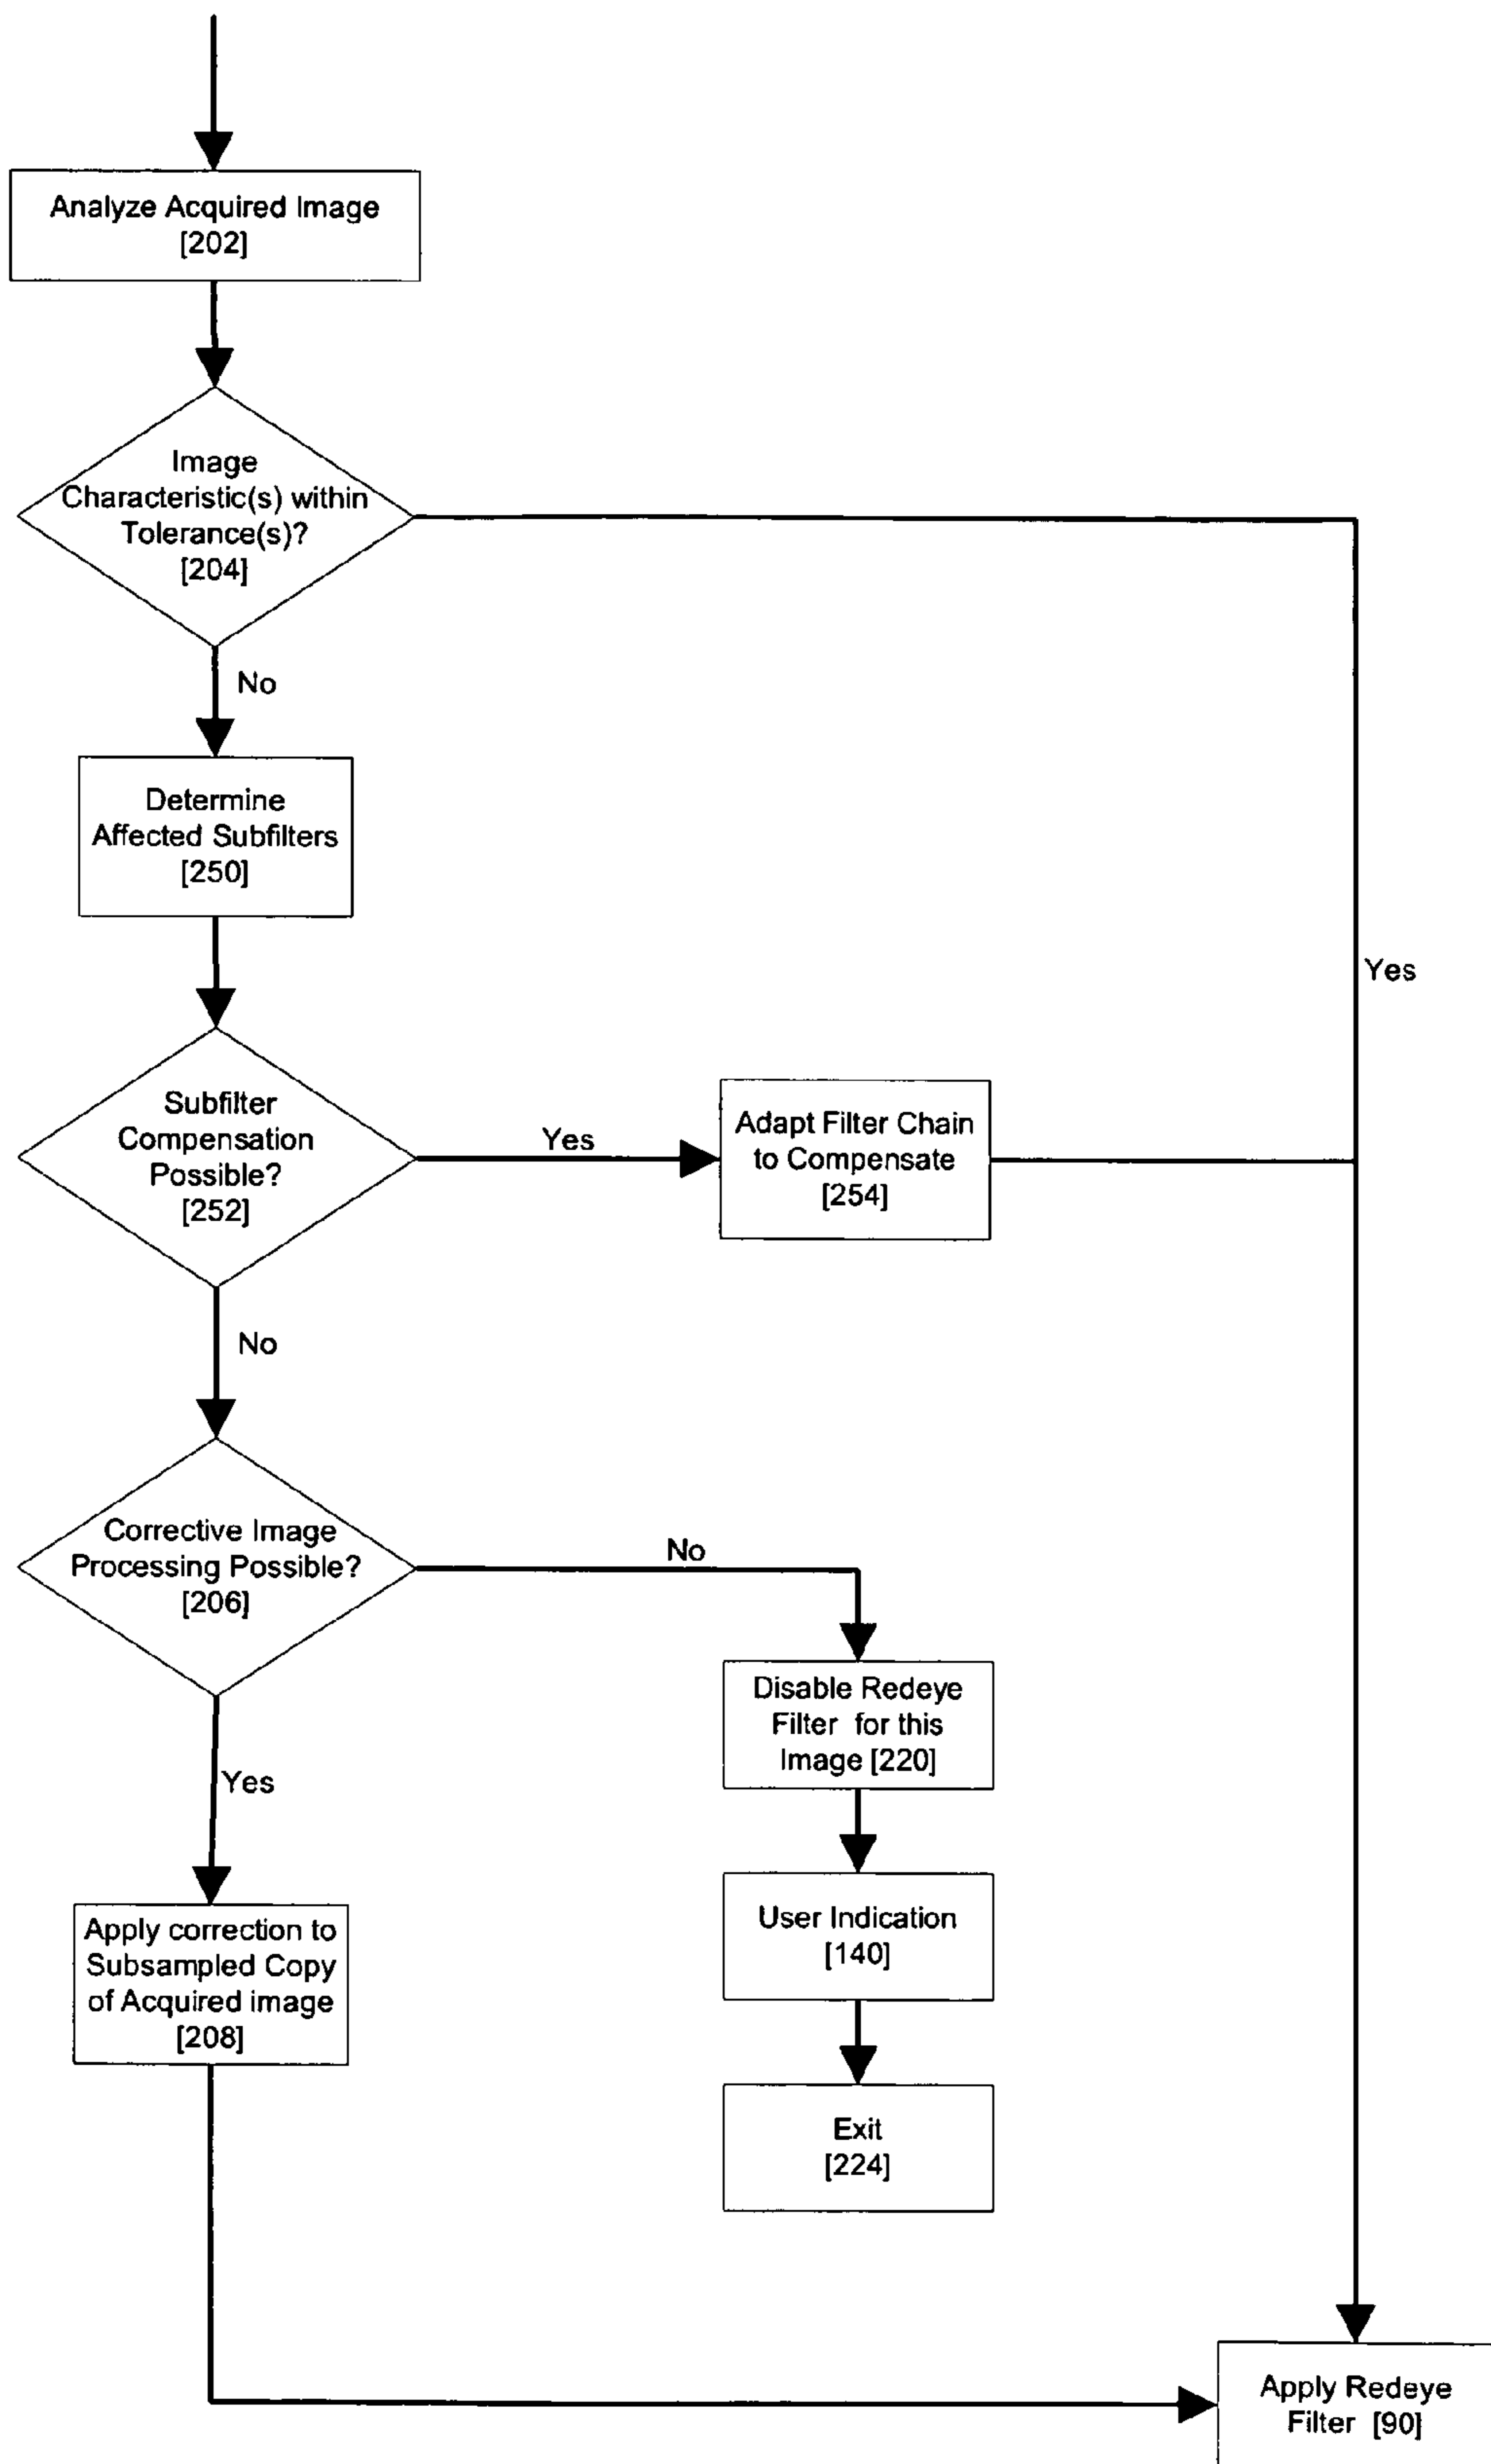 Analyze Acquired Image
[202]
Image
Characteristic(s) within
Tolerance(s)?
[204]
No
Determine
Affected Subfilters
[250]
Yes
Subfilter
Compensation
Possible?
[252]
Yes
Adapt Filter Chain
to Compensate
[254]
No
Corrective Image
Processing Possible?
[206]
No
Disable Redeye
Filter for this
Image [220]
Yes
User Indication
[140]
Apply correction to
Subsampled Copy
of Acquired image
[208]
Exit
[224]
Apply Redeye
Filter [90]